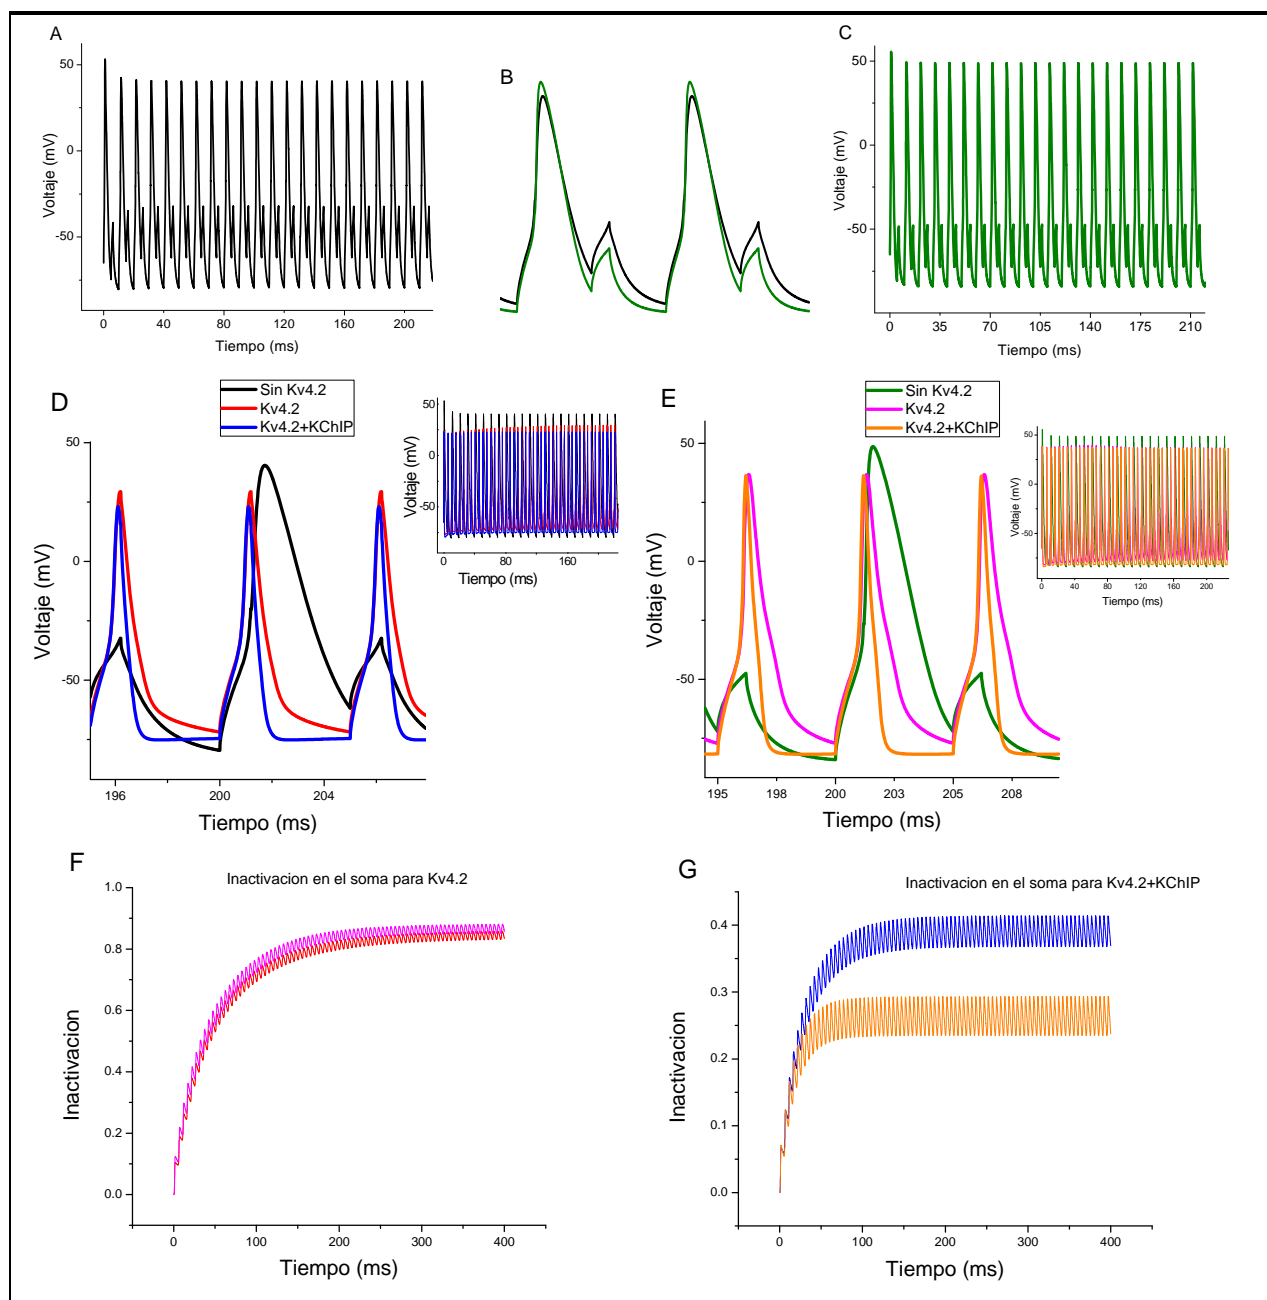 A
50
0
-50
Voltaje (mV)
0 40 80 120 160 200
Tiempo (ms)
B
C
50
0
-50
Voltaje (mV)
0 35 70 105 140 175 210
Tiempo (ms)
D
Sin Kv4.2
Kv4.2
Kv4.2+KChIP
50
0
-50
Voltaje (mV)
196 200 204
Tiempo (ms)
50
0
-50
Voltaje (mV)
0 80 160
Tiempo (ms)
E
Sin Kv4.2
Kv4.2
Kv4.2+KChIP
50
0
-50
Voltaje (mV)
195 198 200 203 205 208
Tiempo (ms)
50
0
-50
Voltaje (mV)
0 40 80 120 160 200
Tiempo (ms)
F
Inactivacion en el soma para Kv4.2
1.0
0.8
0.6
0.4
0.2
0.0
Inactivacion
0 100 200 300 400
Tiempo (ms)
G
Inactivacion en el soma para Kv4.2+KChIP
0.4
0.3
0.2
0.1
0.0
Inactivacion
0 100 200 300 400
Tiempo (ms)